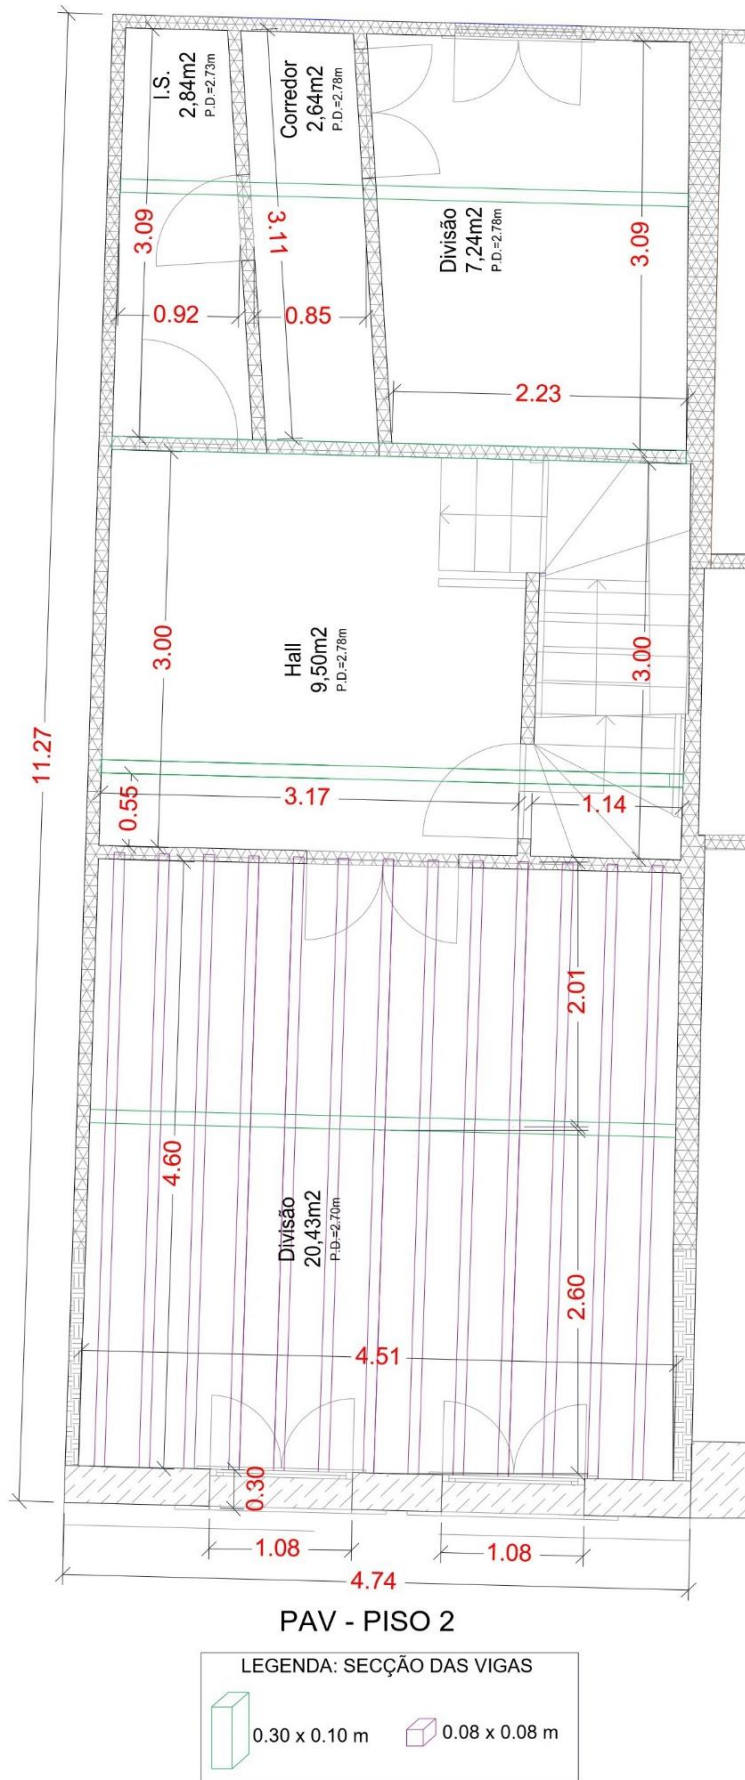 I.S.
2,84m2
P.D.=2.73m
Corredor
2,64m2
P.D.=2.78m
Divisão
7,24m2
P.D.=2.78m
3.09
3.11
3.09
0.92
0.85
2.23
Hall
9,50m2
P.D.=2.78m
3.00
3.00
11.27
0.55
3.17
1.14
2.01
4.60
Divisão
20,43m2
P.D.=2.70m
2.60
4.51
0.30
1.08
1.08
4.74
PAV - PISO 2
LEGENDA: SECÇÃO DAS VIGAS
0.30 x 0.10 m
0.08 x 0.08 m